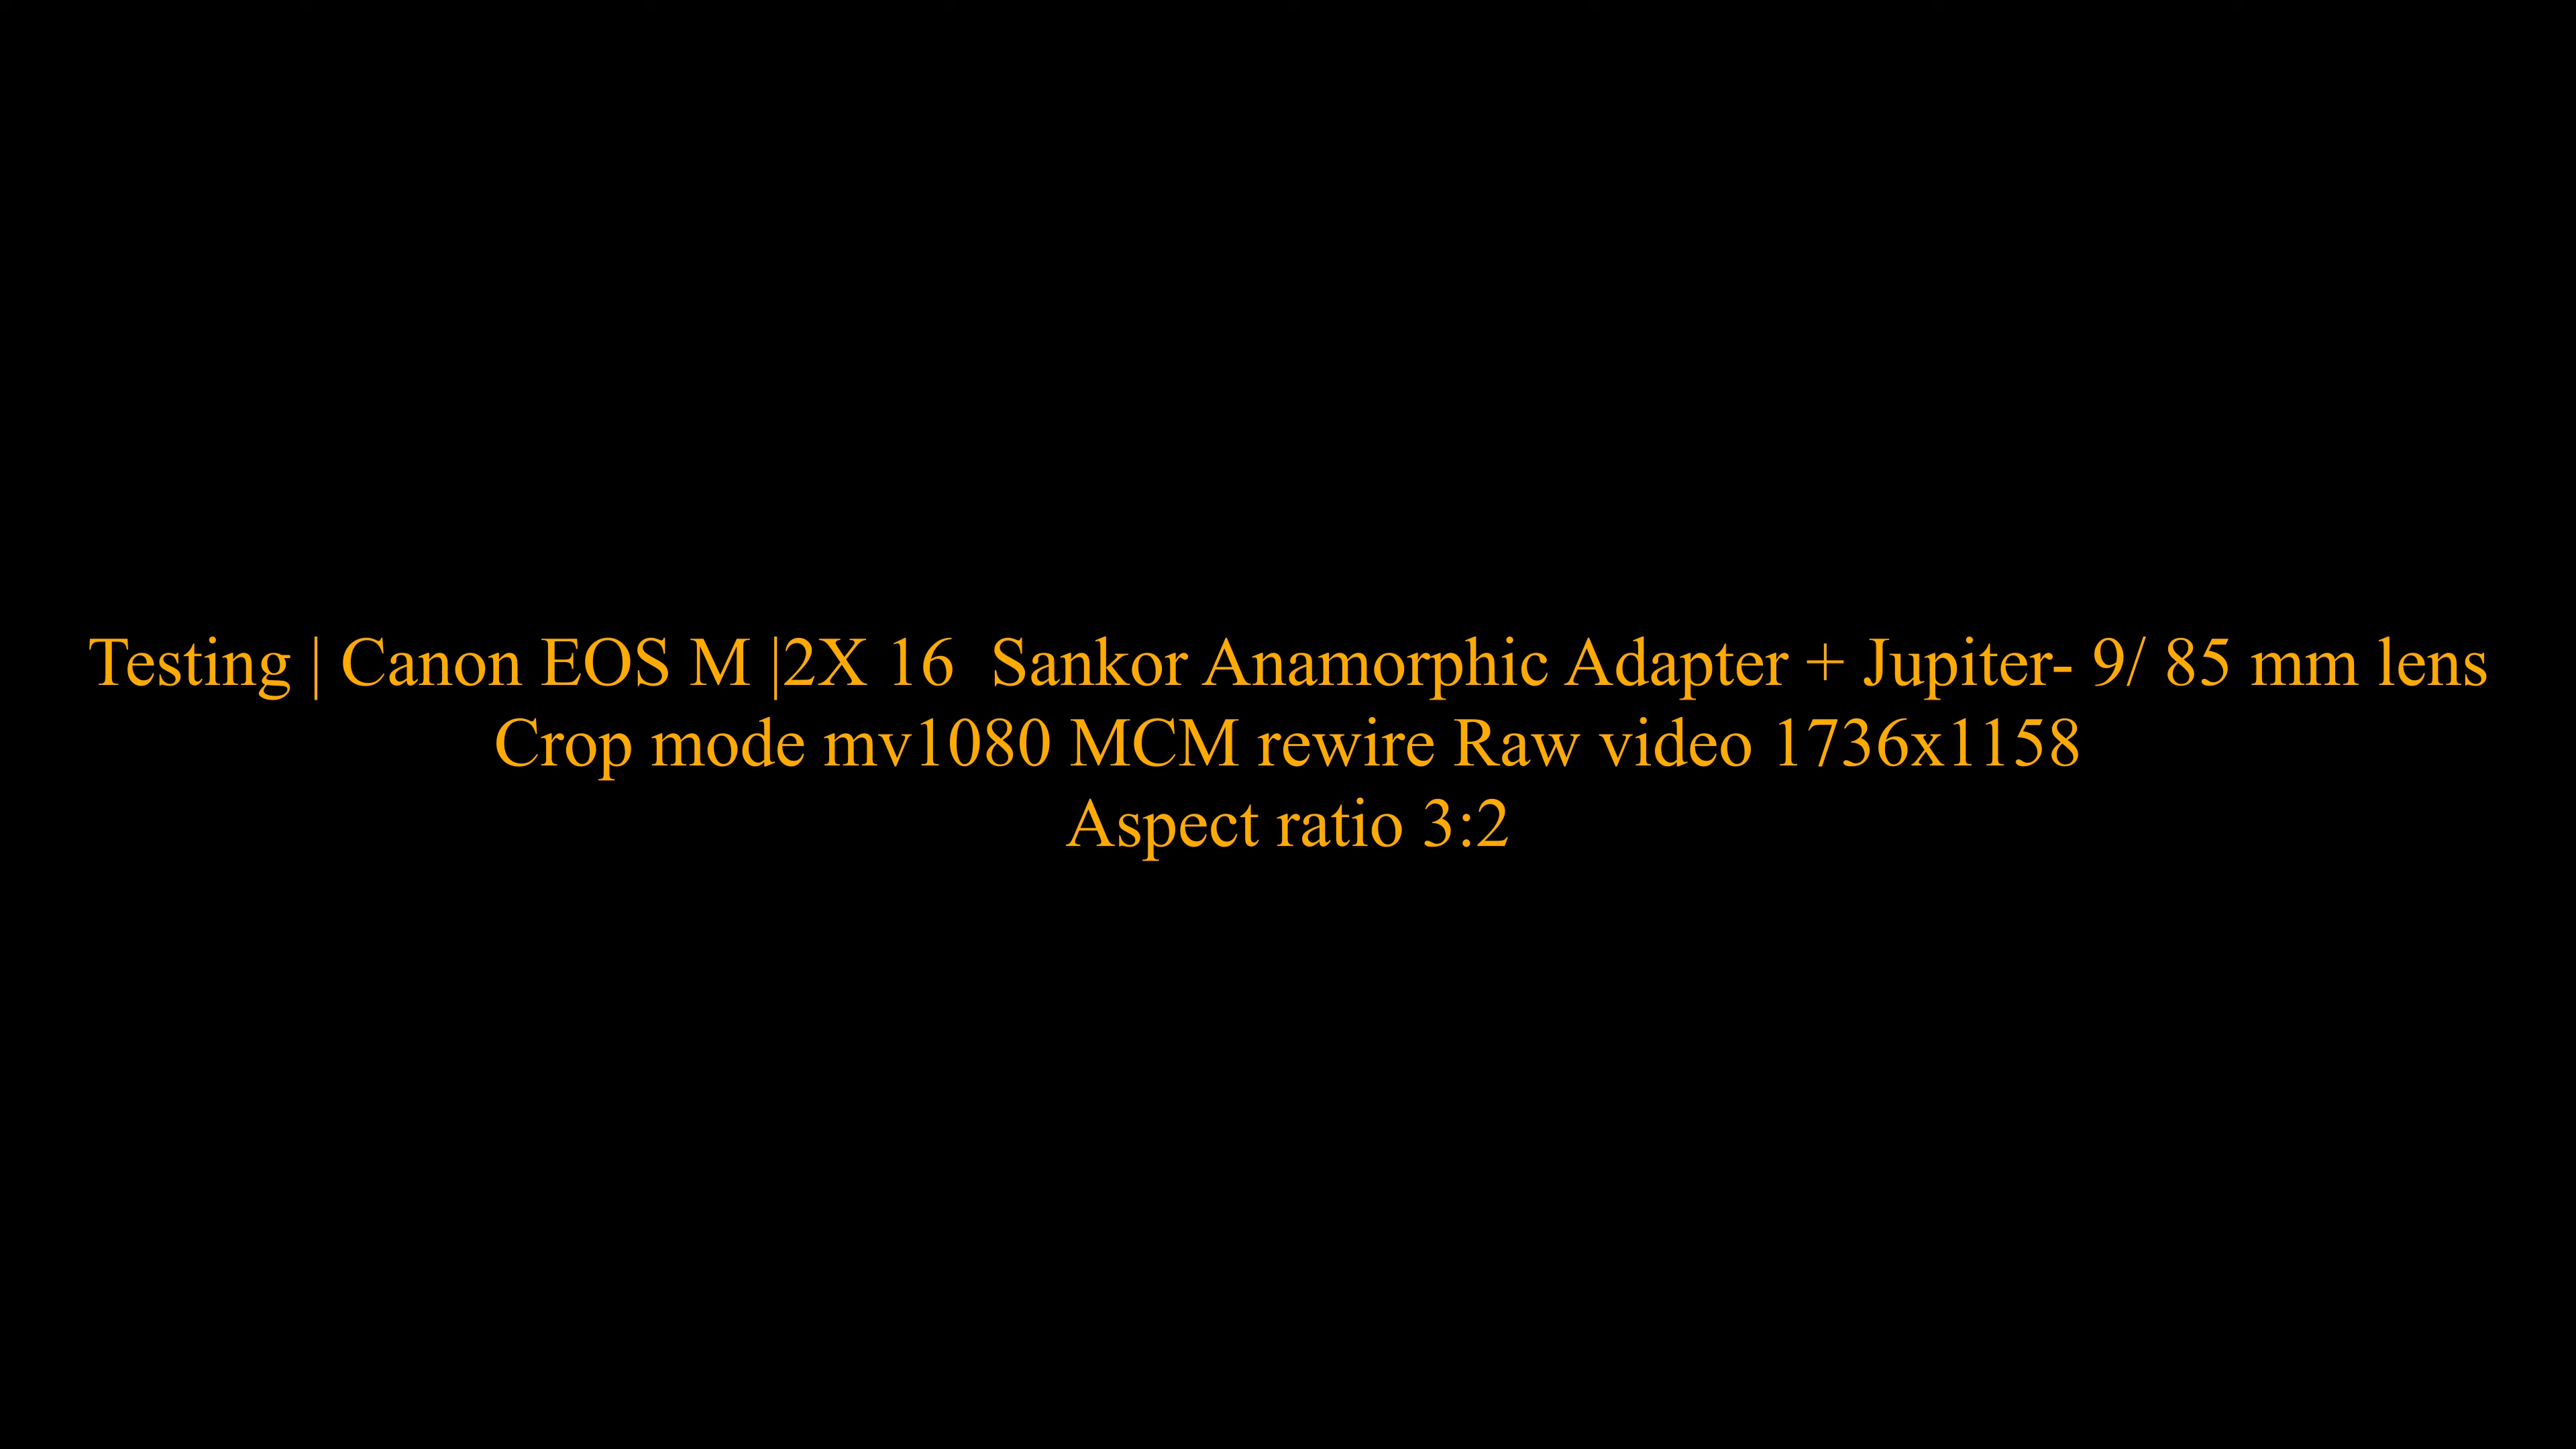 Testing | Canon EOS M |2X 16  Sankor Anamorphic Adapter + Jupiter- 9/ 85 mm lens
Crop mode mv1080 MCM rewire Raw video 1736x1158
Aspect ratio 3:2